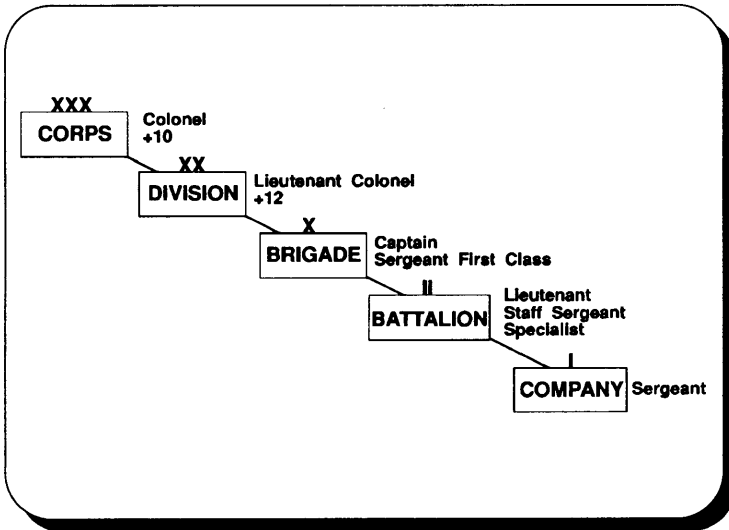 XXX
CORPS
Colonel
+10
XX
DIVISION
Lieutenant Colonel
+12
X
BRIGADE
Captain
Sergeant First Class
II
BATTALION
Lieutenant
Staff Sergeant
Specialist
I
COMPANY
Sergeant